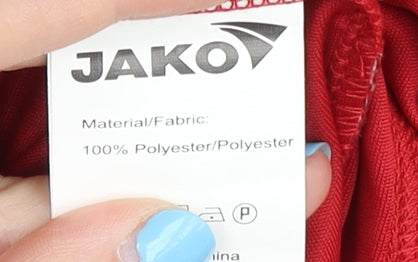 JAKO
Material/Fabric:
100% Polyester/Polyester
P